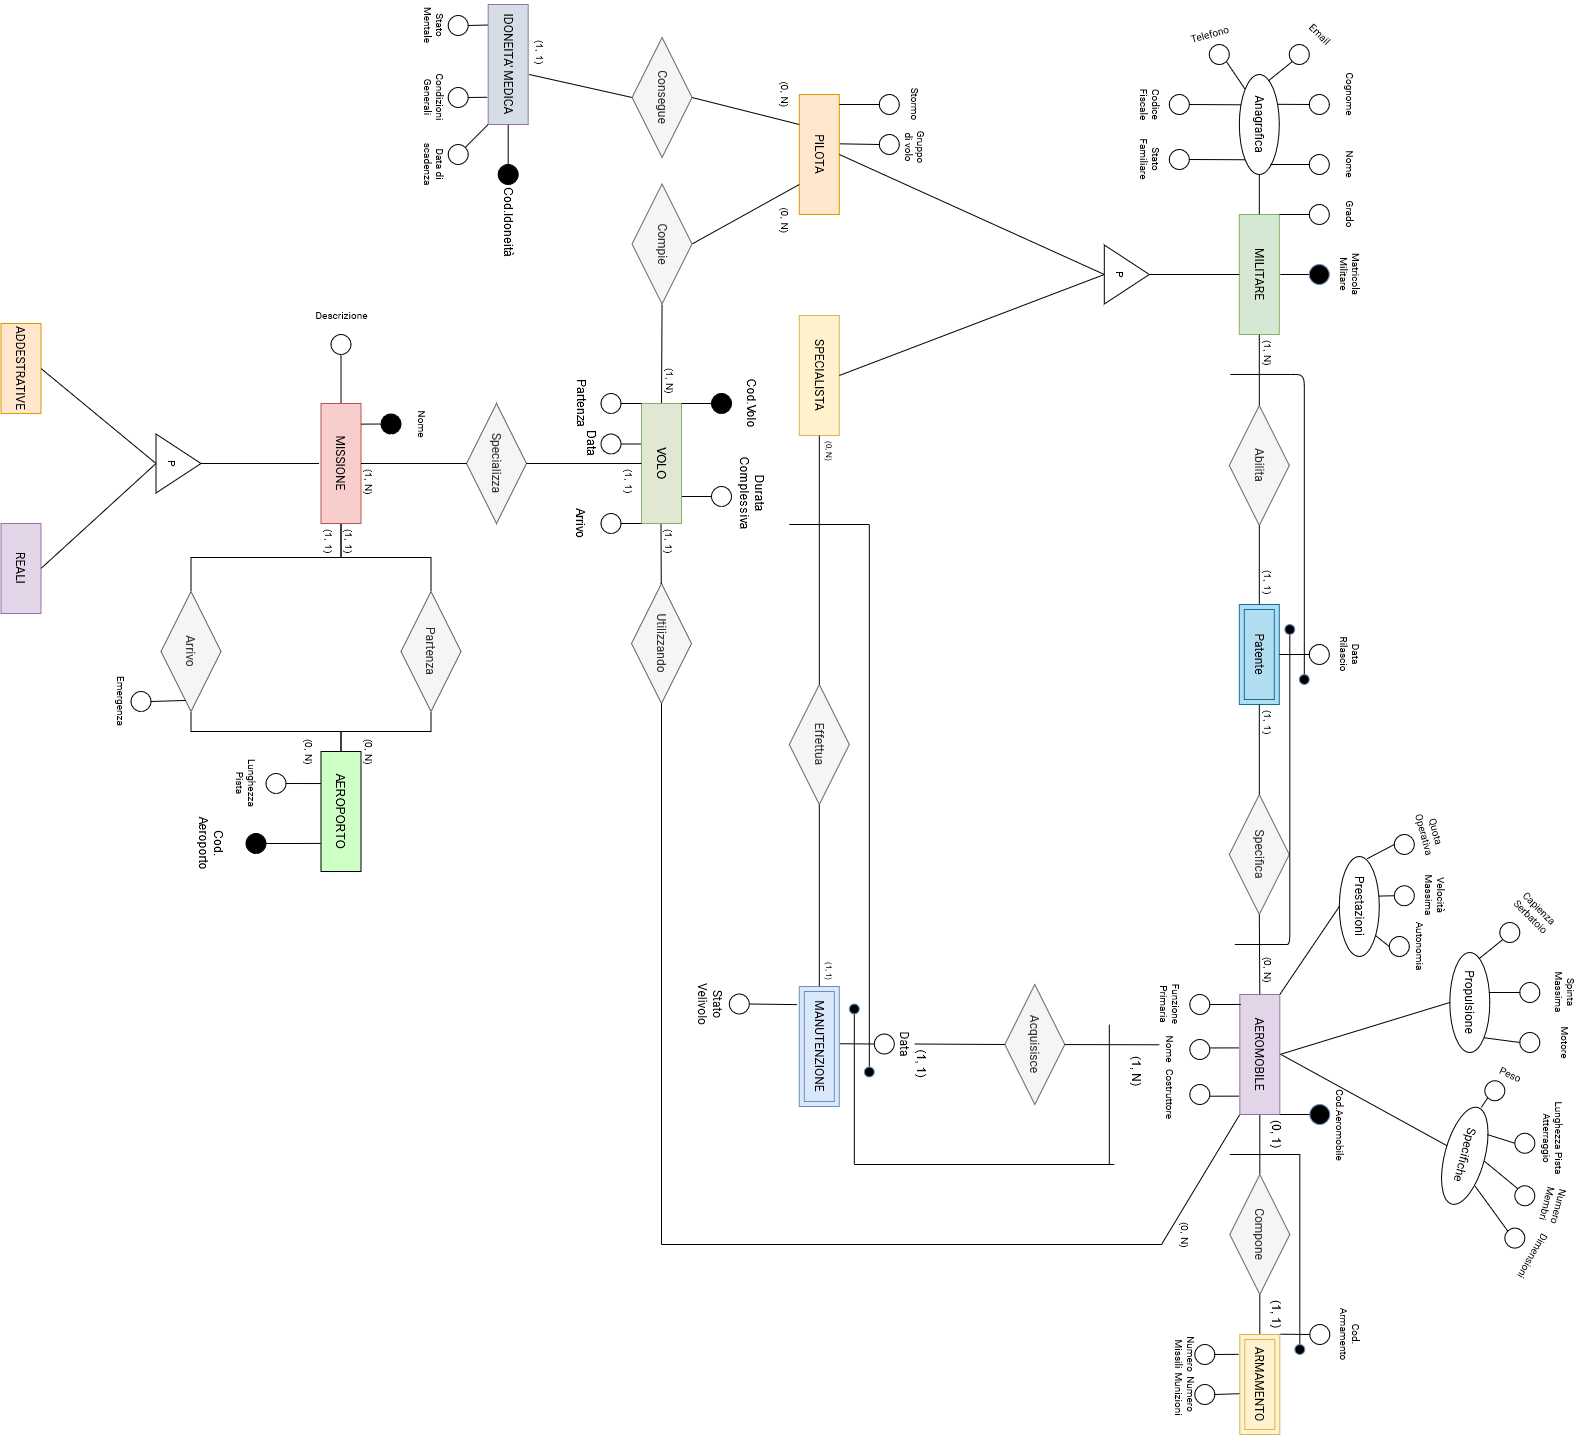 Stato
Mentale
Condizioni
Generali
Data di
scadenza
IDONEITA' MEDICA
Cod.Idoneità
(1, 1)
Consegue
(0, N)
PILOTA
Stormo
Gruppo
di volo
(0, N)
Compie
(1, N)
Telefono
Email
Cognome
Codice
Fiscale
Anagrafica
Stato
Familiare
Nome
Grado
MILITARE
Matricola
Militare
P
(1, N)
SPECIALISTA
(0, N)
Abilita
(1, 1)
Patente
Data
Rilascio
(1, 1)
Specifica
(0, N)
Descrizione
ADDESTRATIVE
REALI
P
MISSIONE
Nome
(1, N)
Specializza
(1, 1)
VOLO
Partenza
Data
Arrivo
Cod.Volo
Durata
Complessiva
(1, 1)
Utilizzando
(1, 1)
(1, 1)
Arrivo
Partenza
Emergenza
(0, N)
(0, N)
AEROPORTO
Lunghezza
Pista
Cod.
Aeroporto
Effettua
(1, 1)
MANUTENZIONE
Stato
Velivolo
Data
(1, 1)
Acquisisce
(1, N)
Funzione
Primaria
Nome
Costruttore
AEROMOBILE
Cod.Aeromobile
Quota
Operativa
Velocità
Massima
Autonomia
Prestazioni
Capienza
Serbatoio
Spinta
Massima
Motore
Propulsione
Peso
Lunghezza Pista
Atterraggio
Numero
Membri
Dimensioni
Specifiche
(0, N)
(0, 1)
Compone
(1, 1)
ARMAMENTO
Cod.
Armamento
Numero
Missili
Numero
Munizioni